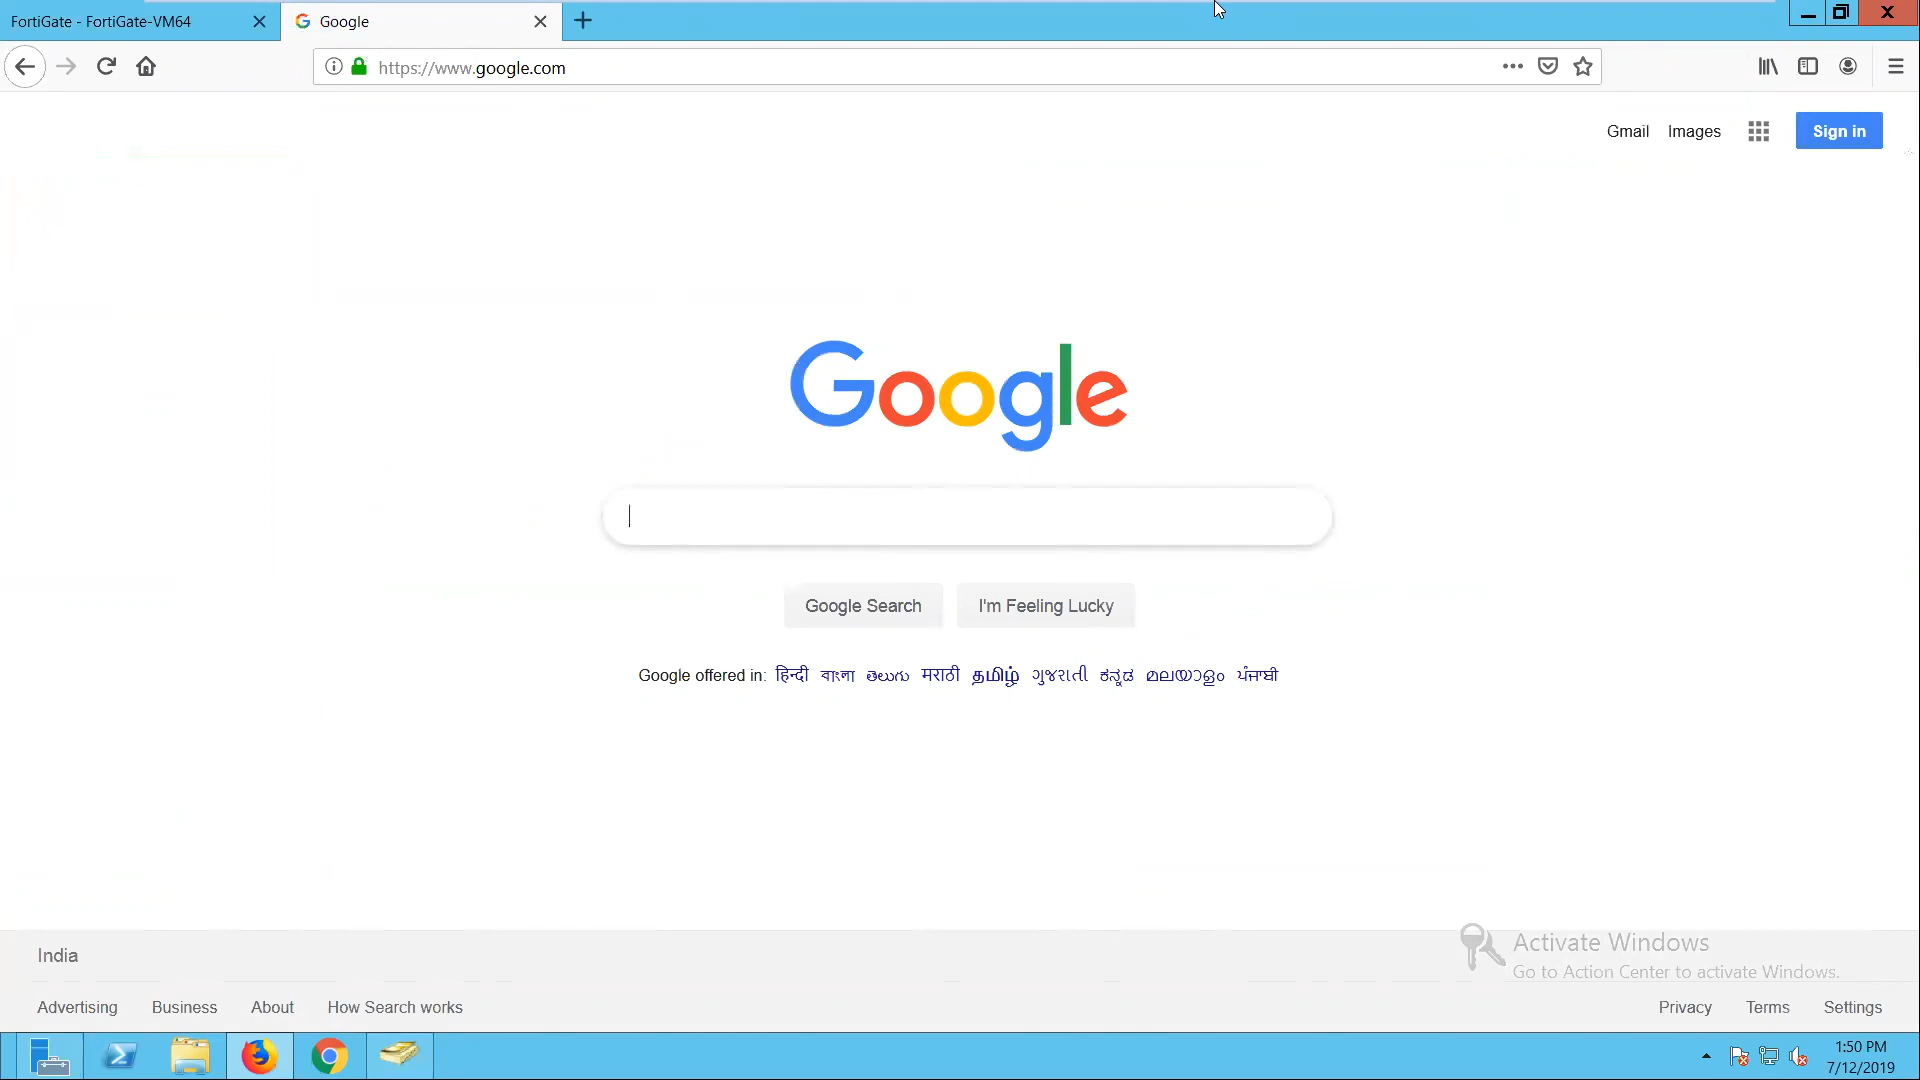 FortiGate - FortiGate-VM64
Google
https://www.google.com
Gmail Images Sign in
Google
Google Search I'm Feeling Lucky
Google offered in: हिन्दी বাংলা తెలుగు मराठी தமிழ் ગુજરાતી ಕನ್ನಡ മലയാളം ਪੰਜਾਬੀ
India
Activate Windows
Go to Action Center to activate Windows.
Advertising Business About How Search works Privacy Terms Settings
1:50 PM
7/12/2019